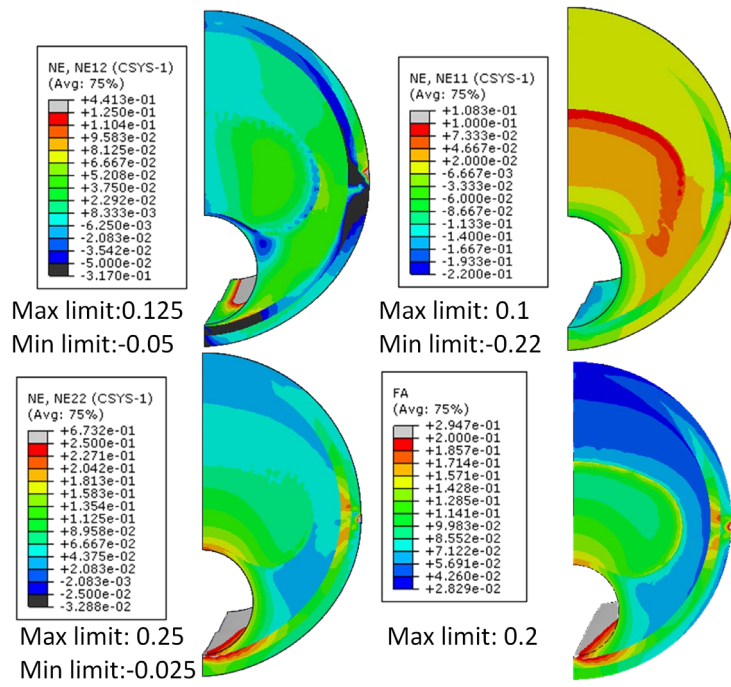 NE, NE12 (CSYS-1)
(Avg: 75%)
+4.413e-01
+1.250e-01
+1.104e-01
+9.583e-02
+8.125e-02
+6.667e-02
+5.208e-02
+3.750e-02
+2.292e-02
+8.333e-03
-6.250e-03
-2.083e-02
-3.542e-02
-5.000e-02
-3.170e-01
Max limit:0.125
Min limit:-0.05
NE, NE11 (CSYS-1)
(Avg: 75%)
+1.083e-01
+1.000e-01
+7.333e-02
+4.667e-02
+2.000e-02
-6.667e-03
-3.333e-02
-6.000e-02
-8.667e-02
-1.133e-01
-1.400e-01
-1.667e-01
-1.933e-01
-2.200e-01
Max limit: 0.1
Min limit:-0.22
NE, NE22 (CSYS-1)
(Avg: 75%)
+6.732e-01
+2.500e-01
+2.271e-01
+2.042e-01
+1.813e-01
+1.583e-01
+1.354e-01
+1.125e-01
+8.958e-02
+6.667e-02
+4.375e-02
+2.083e-02
-2.083e-03
-2.500e-02
-3.288e-02
Max limit: 0.25
Min limit:-0.025
FA
(Avg: 75%)
+2.947e-01
+2.000e-01
+1.857e-01
+1.714e-01
+1.571e-01
+1.428e-01
+1.285e-01
+1.141e-01
+9.983e-02
+8.552e-02
+7.122e-02
+5.691e-02
+4.260e-02
+2.829e-02
Max limit: 0.2